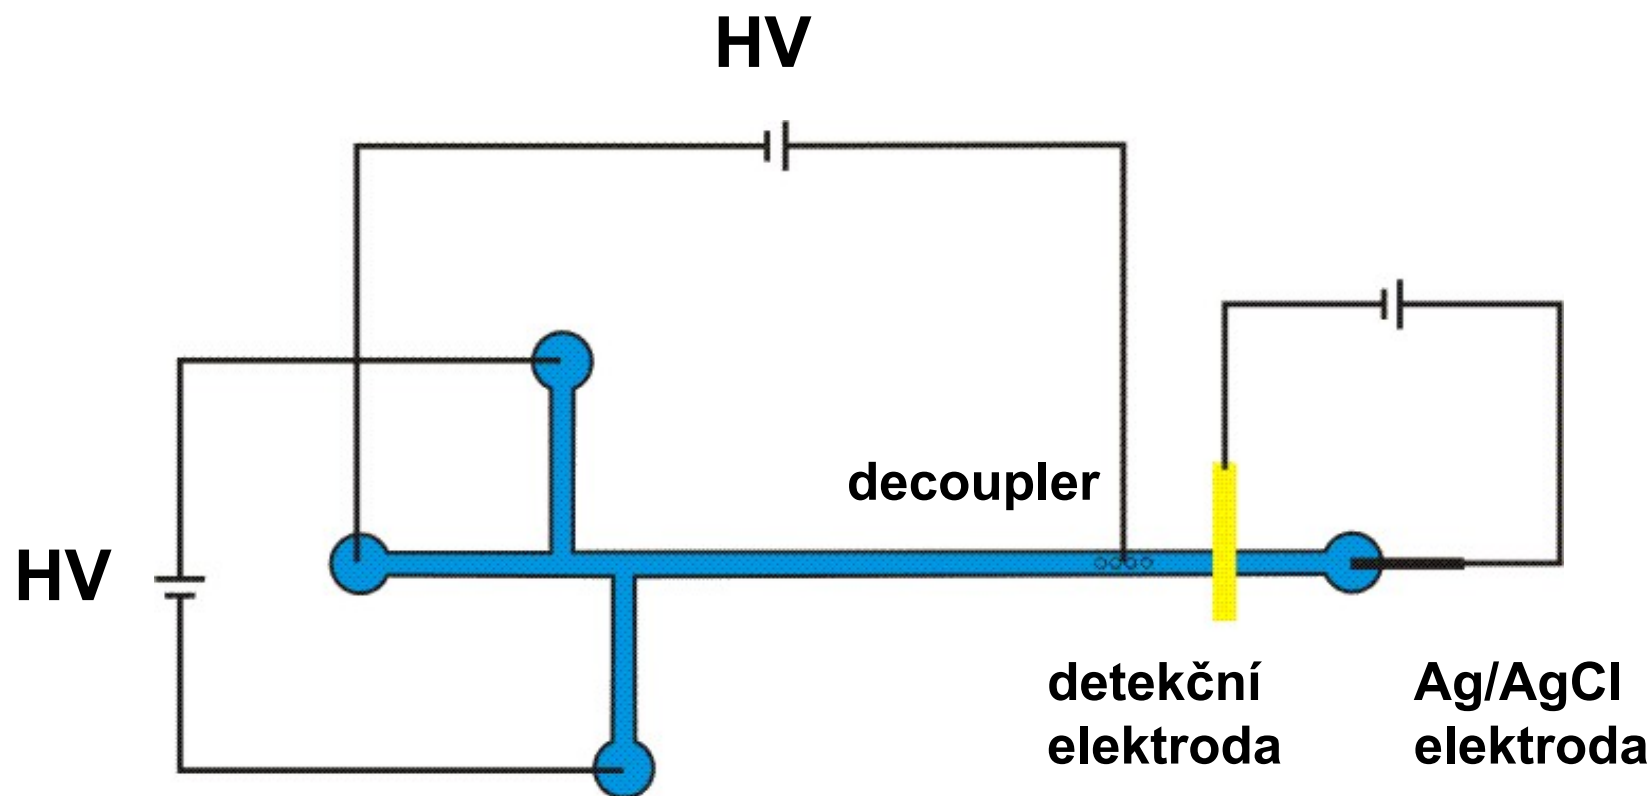 HV
decoupler
HV
detekční
elektroda
Ag/AgCl
elektroda